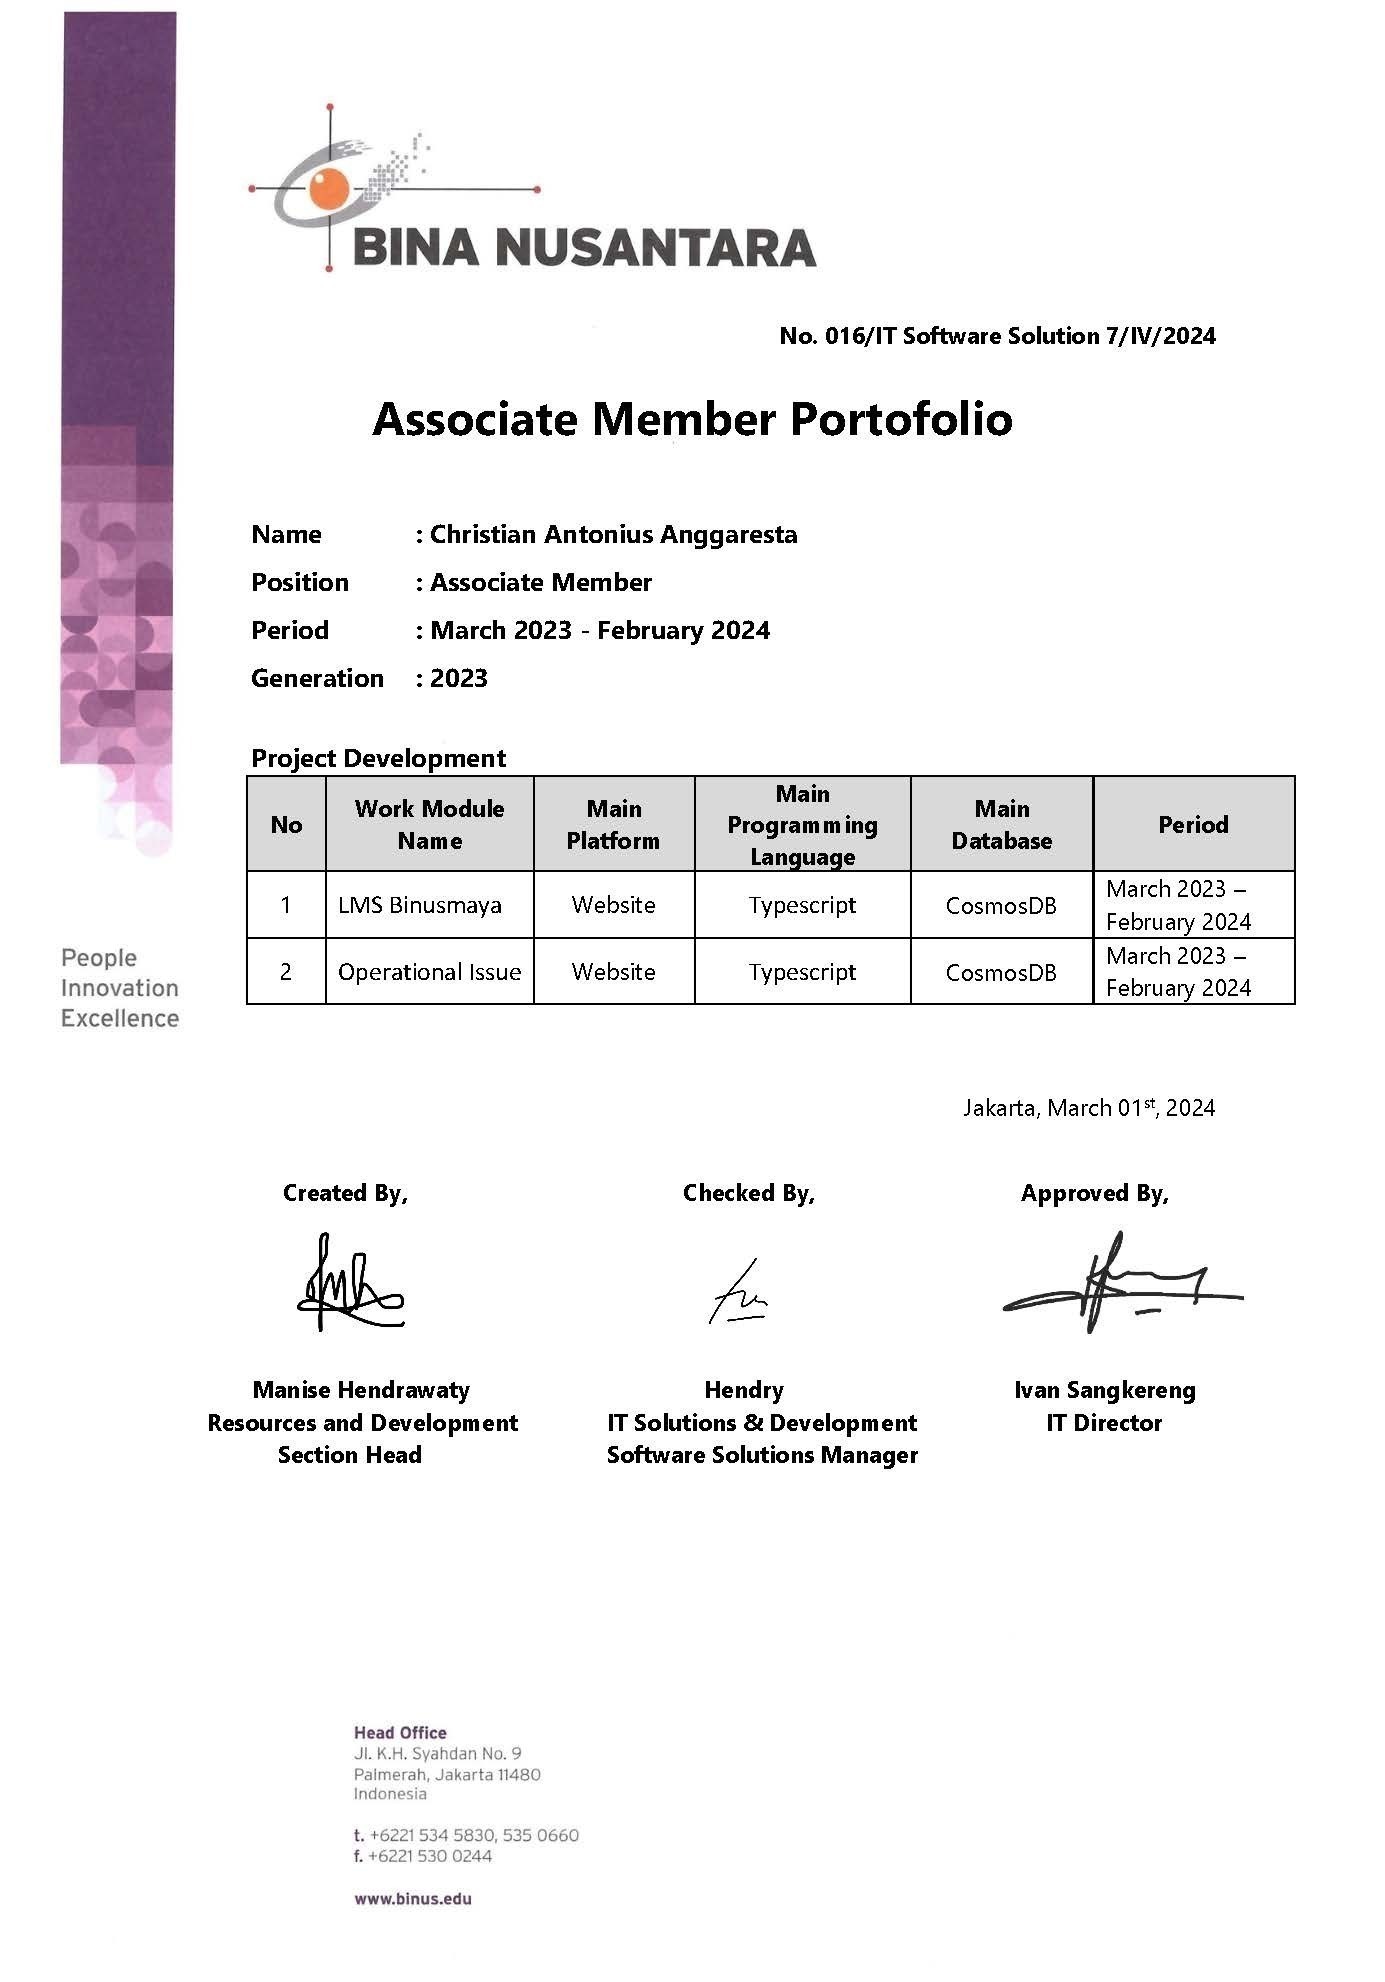 BINA NUSANTARA
No. 016/IT Software Solution 7/IV/2024
Associate Member Portofolio
Name : Christian Antonius Anggaresta
Position : Associate Member
Period : March 2023 - February 2024
Generation : 2023
Project Development
No Work Module Name Main Platform Main Programming Language Main Database Period
1 LMS Binusmaya Website Typescript CosmosDB March 2023 – February 2024
2 Operational Issue Website Typescript CosmosDB March 2023 – February 2024
People
Innovation
Excellence
Jakarta, March 01st, 2024
Created By, Checked By, Approved By,
Manise Hendrawaty Hendry Ivan Sangkereng
Resources and Development IT Solutions & Development IT Director
Section Head Software Solutions Manager
Head Office
Jl. K.H. Syahdan No. 9
Palmerah, Jakarta 11480
Indonesia
t. +6221 534 5830, 535 0660
f. +6221 530 0244
www.binus.edu